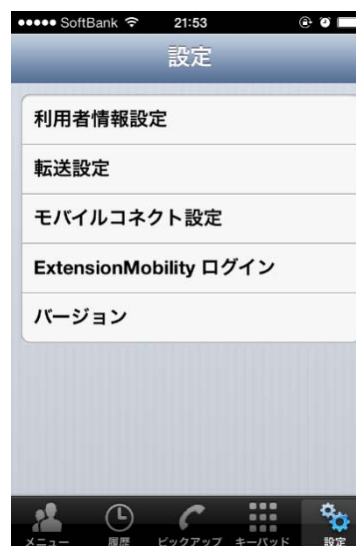 SoftBank 21:53
設定
利用者情報設定
転送設定
モバイルコネクト設定
ExtensionMobility ログイン
バージョン
メニュー 履歴 ピックアップ キーパッド 設定